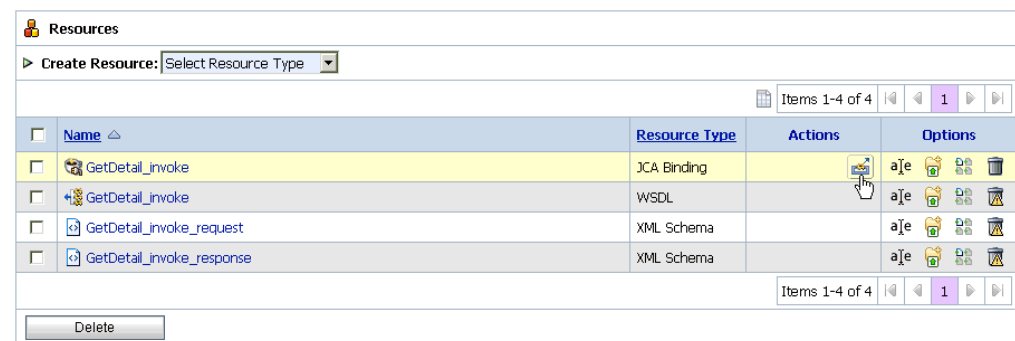 Resources
Create Resource: Select Resource Type
Items 1-4 of 4 1
Name Resource Type Actions Options
GetDetail_invoke JCA Binding
GetDetail_invoke WSDL
GetDetail_invoke_request XML Schema
GetDetail_invoke_response XML Schema
Items 1-4 of 4 1
Delete